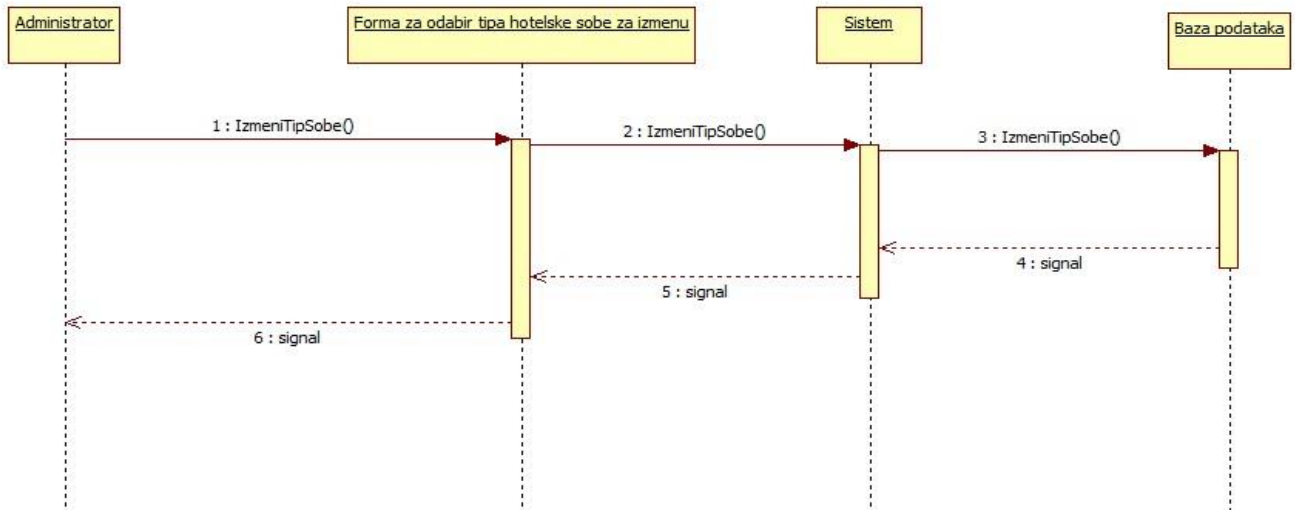 Administrator
Forma za odabir tipa hotelske sobe za izmenu
Sistem
Baza podataka
1 : IzmeniTipSobe()
2 : IzmeniTipSobe()
3 : IzmeniTipSobe()
4 : signal
5 : signal
6 : signal